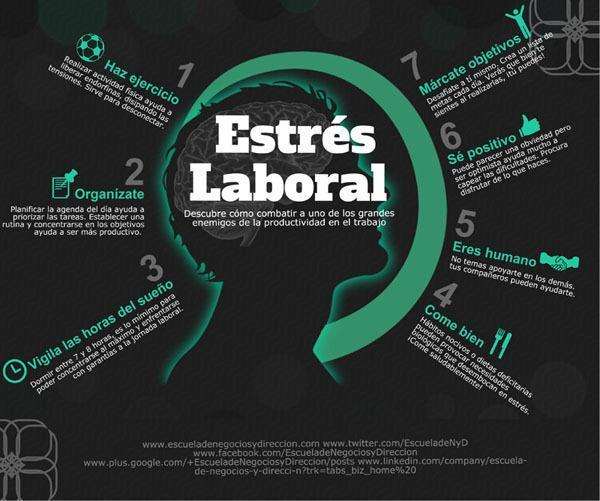 Estrés
Laboral
Descubre cómo combatir a uno de los grandes
enemigos de la productividad en el trabajo
1
Haz ejercicio
Realizar actividad física ayuda a
liberar endorfinas, disipando las
tensiones. Sirve para desconectar.
2
Organízate
Planificar la agenda del día ayuda a
priorizar las tareas. Establecer una
rutina y concentrarse en los objetivos
ayuda a ser más productivo.
3
Vigila las horas del sueño
Dormir entre 7 y 8 horas, es lo mímimo para
poder concentrarse al máximo y enfrentarse
con garantías a la jornada laboral.
4
Come bien
Hábitos nocivos o dietas deficitarias
pueden provocar necesidades
biológicas que desembocan en estrés.
¡Come saludablemente!
5
Eres humano
No temas apoyarte en los demás,
tus compañeros pueden ayudarte.
6
Sé positivo
Puede parecer una obviedad pero
ser optimista ayuda mucho a
capear las dificultades. Procura
disfrutar de lo que haces.
7
Márcate objetivos
Desafíate a tí mismo. Crea un lista de
metas cada día. Verás que bien te
sientes al realizarlas, ¡tú puedes!
www.escueladenegociosydireccion.com www.twitter.com/EscueladeNyD
www.facebook.com/EscueladeNegociosyDireccion
www.plus.google.com/+EscueladeNegociosyDireccion/posts www.linkedin.com/company/escuela-
de-negocios-y-direcci-n?trk=tabs_biz_home%20